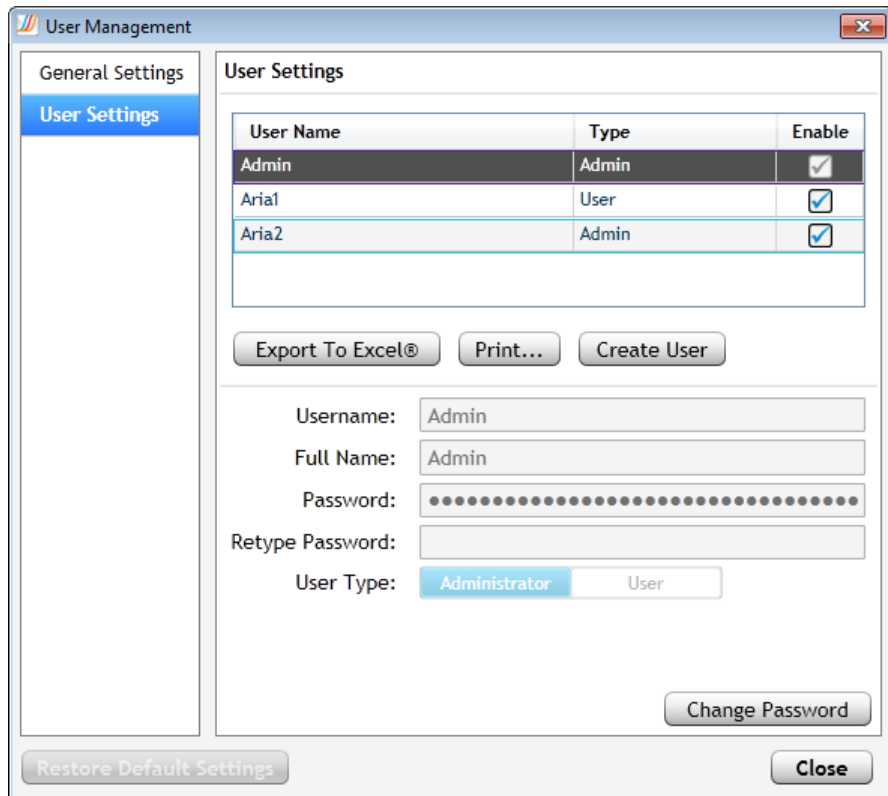 User Management
General Settings
User Settings
User Settings
User Name Type Enable
Admin Admin
Aria1 User
Aria2 Admin
Export To Excel® Print... Create User
Username: Admin
Full Name: Admin
Password: ●●●●●●●●●●●●●●●●●●●●●●●●●●●●●●●●●●
Retype Password:
User Type: Administrator User
Change Password
Restore Default Settings Close